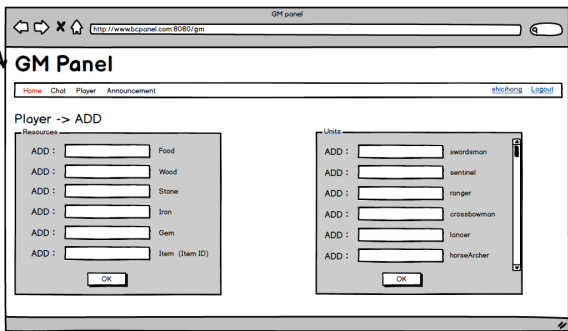 GM panel
http://www.bcpanel.com:8080/gm
GM Panel
Home Chat Player Announcement shicihang Logout
Player -> ADD
Resources
ADD : Food
ADD : Wood
ADD : Stone
ADD : Iron
ADD : Gem
ADD : Item (Item ID)
OK
Units
ADD : swordsman
ADD : sentinel
ADD : ranger
ADD : crossbowman
ADD : lancer
ADD : horseArcher
OK